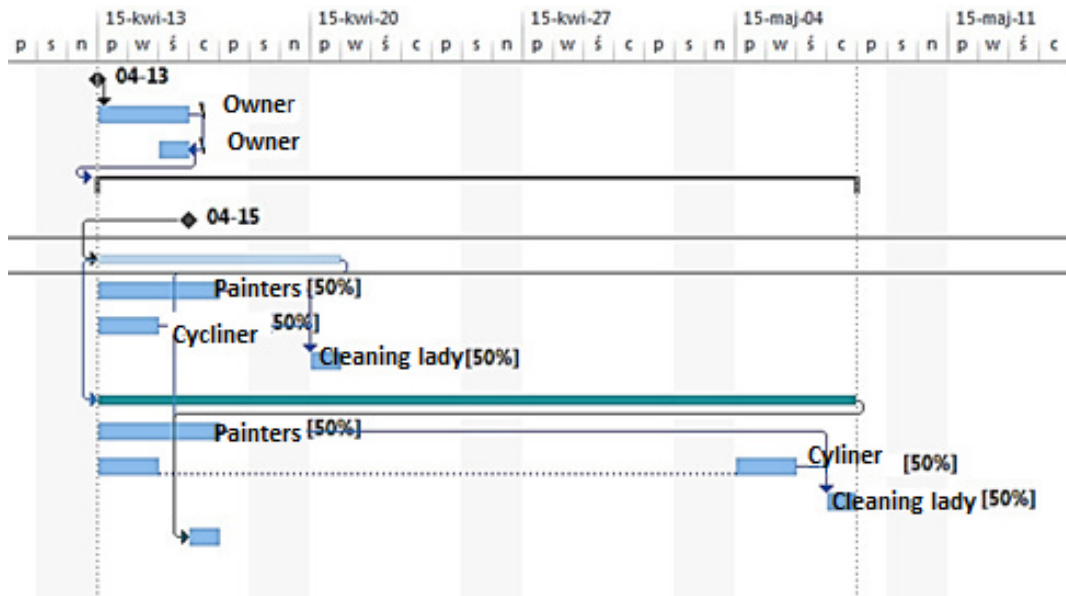 15-kwi-13 15-kwi-20 15-kwi-27 15-maj-04 15-maj-11
p s n p w ś c p s n p w ś c p s n p w ś c p s n p w ś c p s n p w ś c
04-13
Owner
Owner
04-15
Painters [50%]
Cycliner 50%]
Cleaning lady[50%]
Painters [50%]
Cyliner [50%]
Cleaning lady [50%]